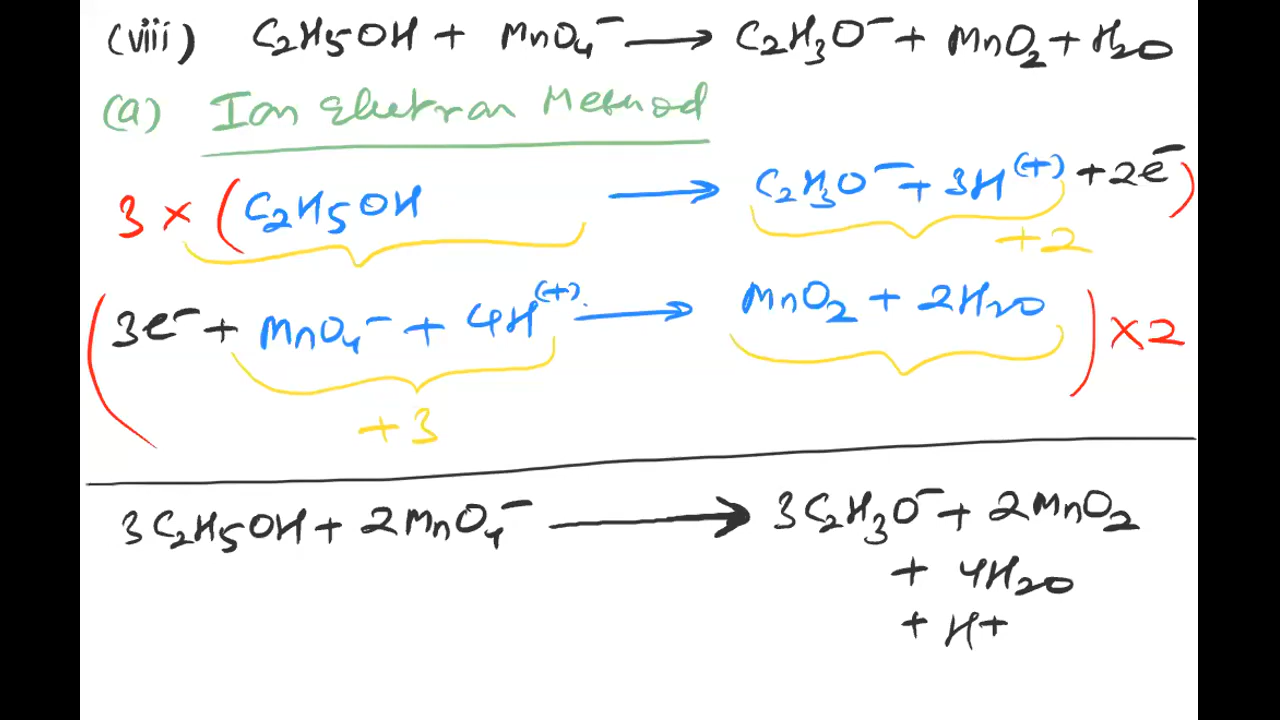 (viii) C₂H₅OH + MnO₄⁻ → C₂H₃O⁻ + MnO₂ + H₂O
(a) Ion Electron Method
3 × (C₂H₅OH → C₂H₃O⁻ + 3H⁽⁺⁾ + 2e⁻)
+2
(3e⁻ + MnO₄⁻ + 4H⁽⁺⁾ → MnO₂ + 2H₂O) × 2
+3
3C₂H₅OH + 2MnO₄⁻ → 3C₂H₃O⁻ + 2MnO₂
+ 4H₂O
+ H+